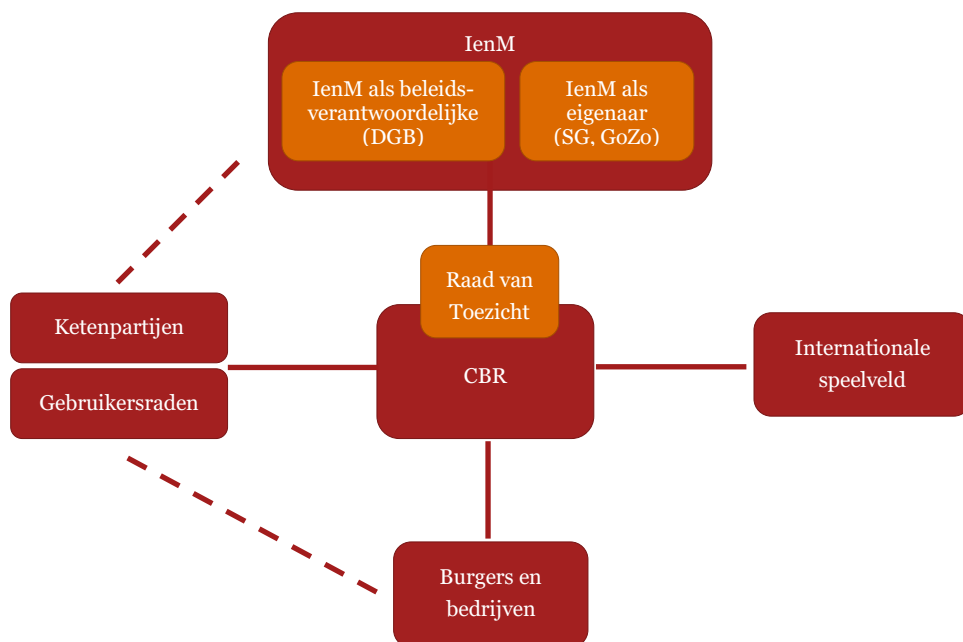 IenM
IenM als beleids-
verantwoordelijke
(DGB)
IenM als
eigenaar
(SG, GoZo)
Raad van
Toezicht
Ketenpartijen
Gebruikersraden
CBR
Internationale
speelveld
Burgers en
bedrijven